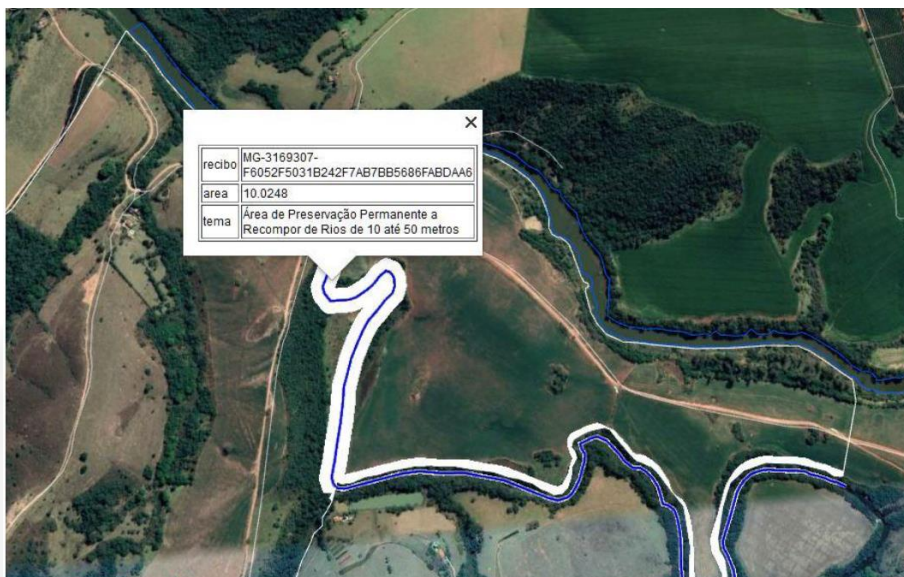 recibo MG-3169307-
F6052F5031B242F7AB7BB5686FABDAA6
area 10.0248
tema Área de Preservação Permanente a
Recompor de Rios de 10 até 50 metros